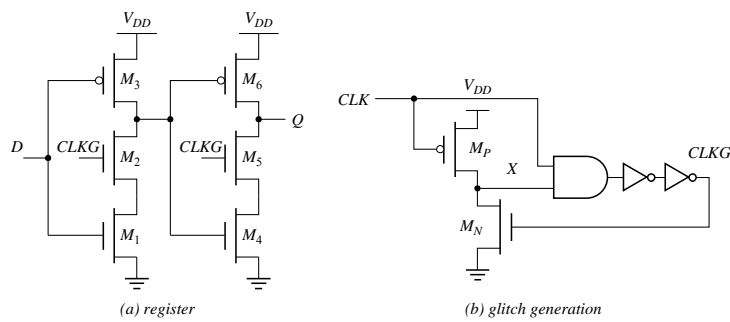 V_DD V_DD
M_3 M_6
CLK V_DD
D CLKG M_2 CLKG M_5 Q
M_P X CLKG
M_1 M_4 M_N
(a) register (b) glitch generation